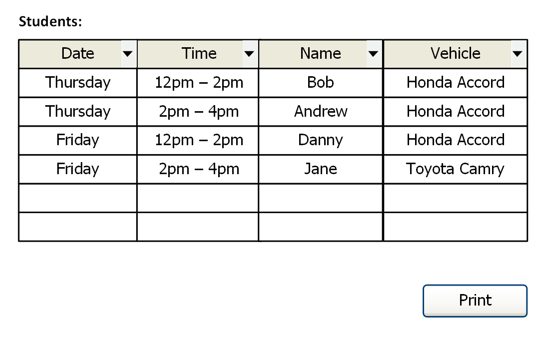 Students:
Date Time Name Vehicle
Thursday 12pm – 2pm Bob Honda Accord
Thursday 2pm – 4pm Andrew Honda Accord
Friday 12pm – 2pm Danny Honda Accord
Friday 2pm – 4pm Jane Toyota Camry
Print